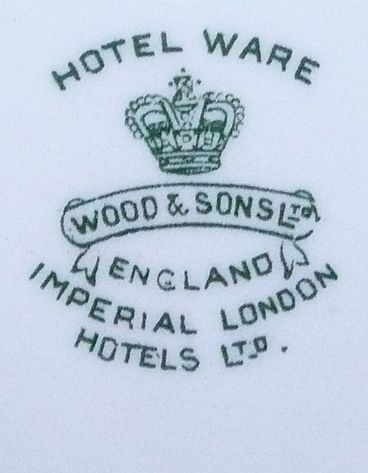 HOTEL WARE
WOOD & SONS LTD
ENGLAND
IMPERIAL LONDON
HOTELS LTD.